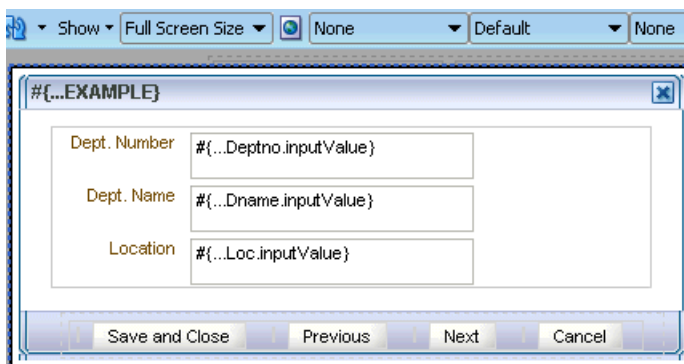 Show Full Screen Size None Default None
#{...EXAMPLE}
Dept. Number #{...Deptno.inputValue}
Dept. Name #{...Dname.inputValue}
Location #{...Loc.inputValue}
Save and Close Previous Next Cancel